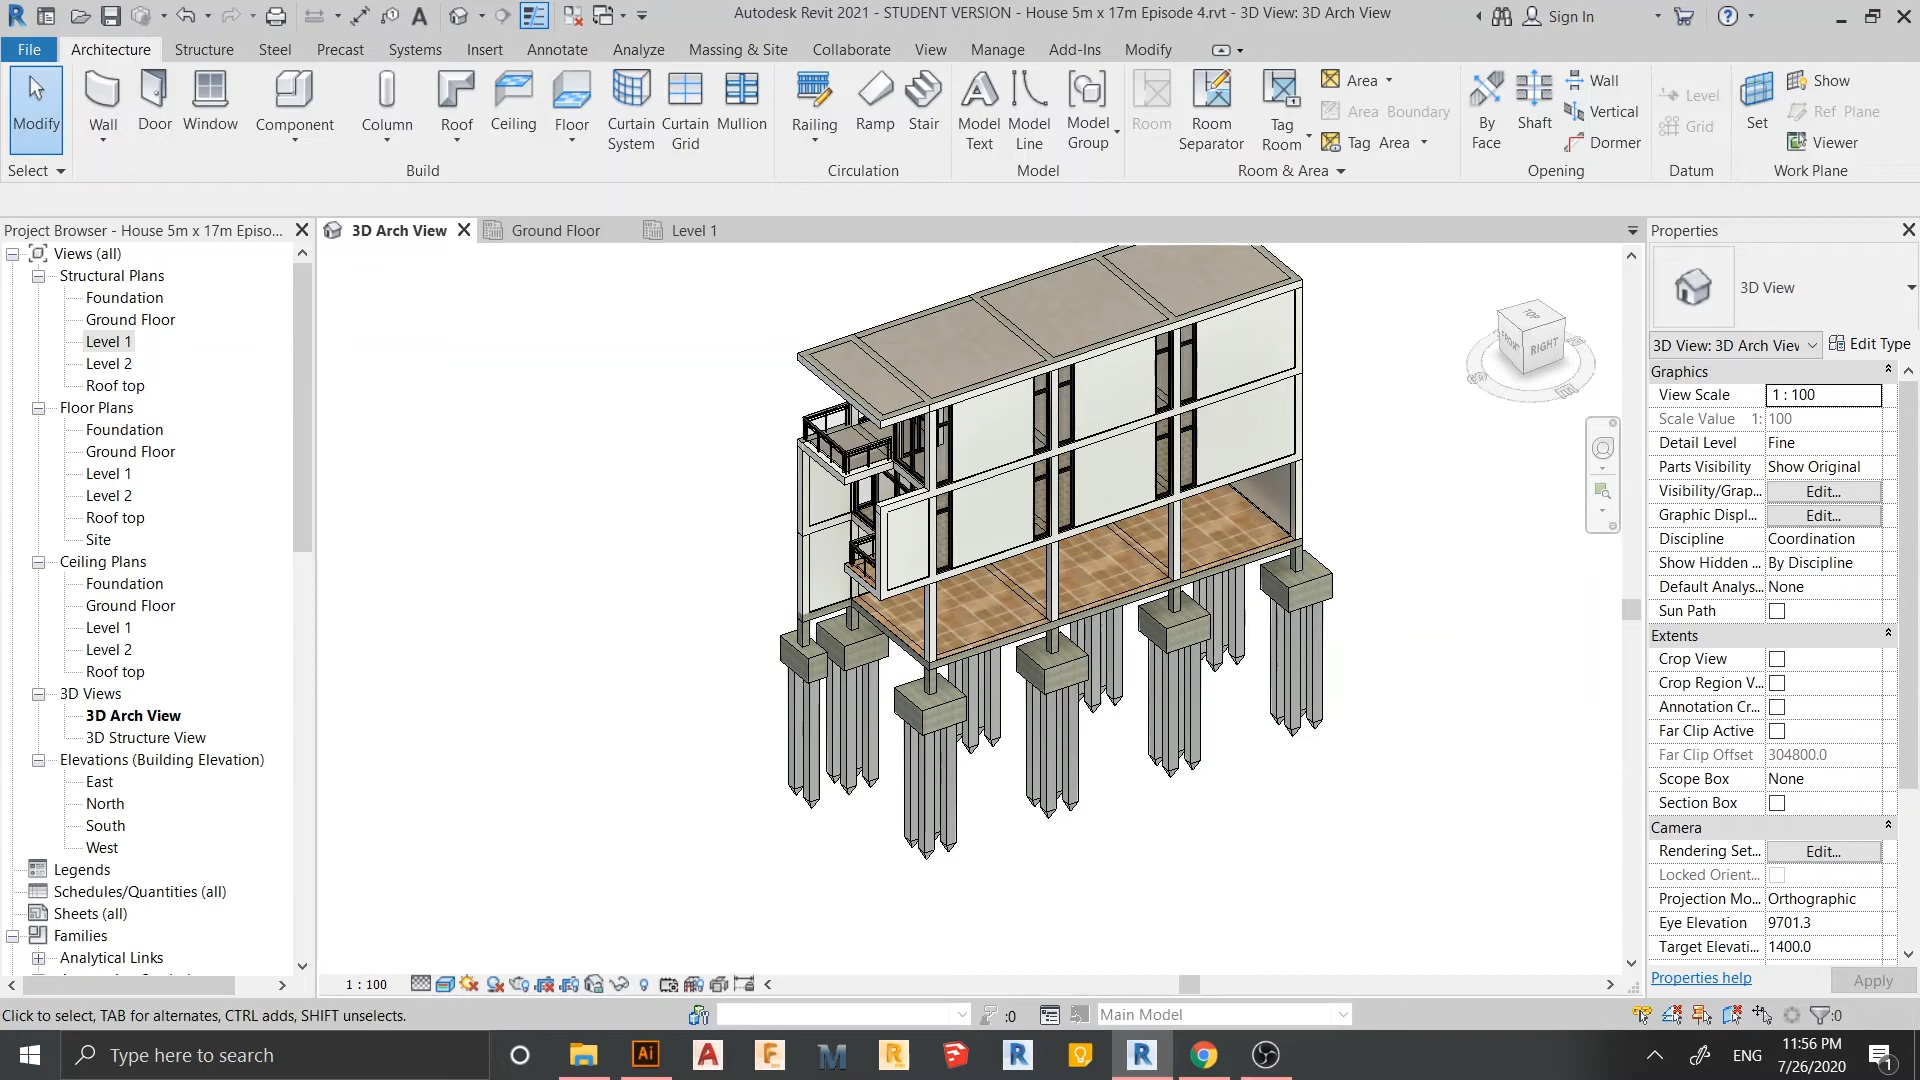 Autodesk Revit 2021 - STUDENT VERSION - House 5m x 17m Episode 4.rvt - 3D View: 3D Arch View
Sign In
File Architecture Structure Steel Precast Systems Insert Annotate Analyze Massing & Site Collaborate View Manage Add-Ins Modify
Modify Wall Door Window Component Column Roof Ceiling Floor Curtain System Curtain Grid Mullion Railing Ramp Stair Model Text Model Line Model Group Room Room Separator Tag Room
Area
Area Boundary
Tag Area
By Face Shaft
Wall
Vertical
Dormer
Level
Grid
Set
Show
Ref Plane
Viewer
Select Build Circulation Model Room & Area Opening Datum Work Plane
Project Browser - House 5m x 17m Episo...
3D Arch View Ground Floor Level 1
Properties
Views (all)
Structural Plans
Foundation
Ground Floor
Level 1
Level 2
Roof top
Floor Plans
Foundation
Ground Floor
Level 1
Level 2
Roof top
Site
Ceiling Plans
Foundation
Ground Floor
Level 1
Level 2
Roof top
3D Views
3D Arch View
3D Structure View
Elevations (Building Elevation)
East
North
South
West
Legends
Schedules/Quantities (all)
Sheets (all)
Families
Analytical Links
TOP
FRONT
RIGHT
3D View
3D View: 3D Arch Viev Edit Type
Graphics
View Scale 1 : 100
Scale Value 1: 100
Detail Level Fine
Parts Visibility Show Original
Visibility/Grap... Edit...
Graphic Displ... Edit...
Discipline Coordination
Show Hidden ... By Discipline
Default Analys... None
Sun Path
Extents
Crop View
Crop Region V...
Annotation Cr...
Far Clip Active
Far Clip Offset 304800.0
Scope Box None
Section Box
Camera
Rendering Set... Edit...
Locked Orient...
Projection Mo... Orthographic
Eye Elevation 9701.3
Target Elevati... 1400.0
Properties help Apply
1 : 100
Click to select, TAB for alternates, CTRL adds, SHIFT unselects.
:0
Main Model
:0
Type here to search
Ai
ENG
11:56 PM
7/26/2020
1